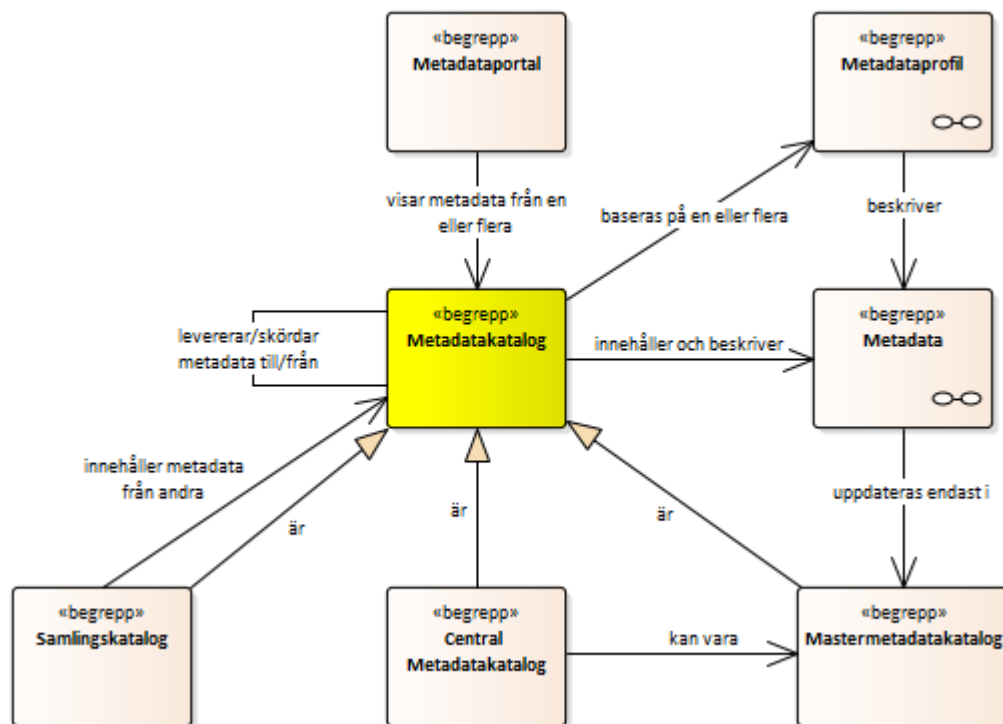 «begrepp»
Metadataportal
«begrepp»
Metadataprofil
visar metadata från en
eller flera
baseras på en eller flera
beskriver
«begrepp»
Metadatakatalog
levererar/skördar
metadata till/från
innehåller och beskriver
«begrepp»
Metadata
innehåller metadata
från andra
är
är
är
uppdateras endast i
«begrepp»
Samlingskatalog
«begrepp»
Central
Metadatakatalog
kan vara
«begrepp»
Mastermetadatakatalog